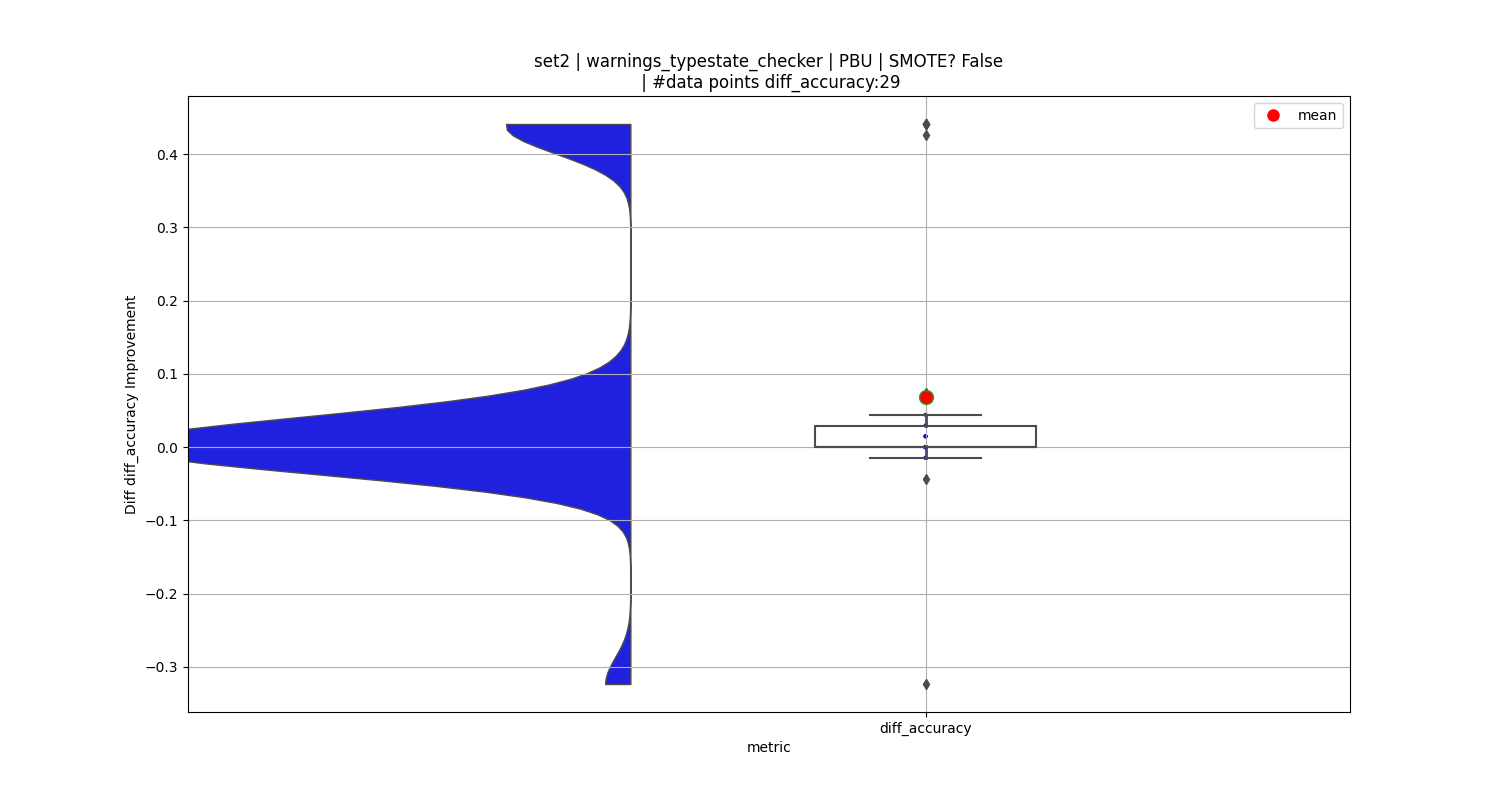 set2 | warnings_typestate_checker | PBU | SMOTE? False
| #data points diff_accuracy:29
mean
0.4
0.3
0.2
0.1
0.0
−0.1
−0.2
−0.3
Diff diff_accuracy Improvement
diff_accuracy
metric